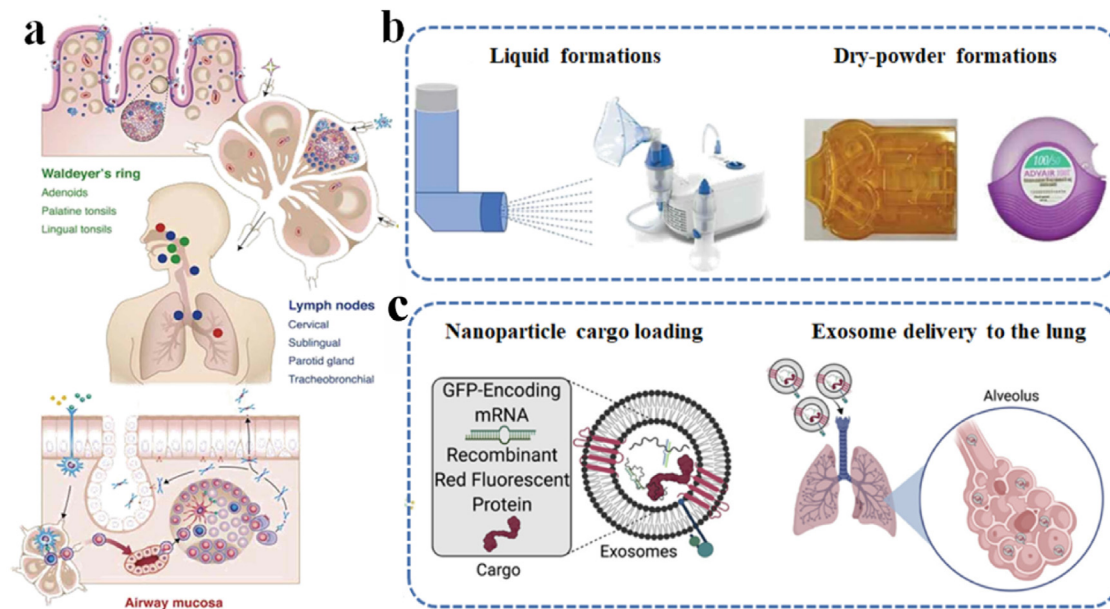 a
Waldeyer's ring
Adenoids
Palatine tonsils
Lingual tonsils
Lymph nodes
Cervical
Sublingual
Parotid gland
Tracheobronchial
Airway mucosa
b
Liquid formations
Dry-powder formations
100/50
ADVAIR
c
Nanoparticle cargo loading
Exosome delivery to the lung
GFP-Encoding
mRNA
Recombinant
Red Fluorescent
Protein
Cargo
Exosomes
Alveolus